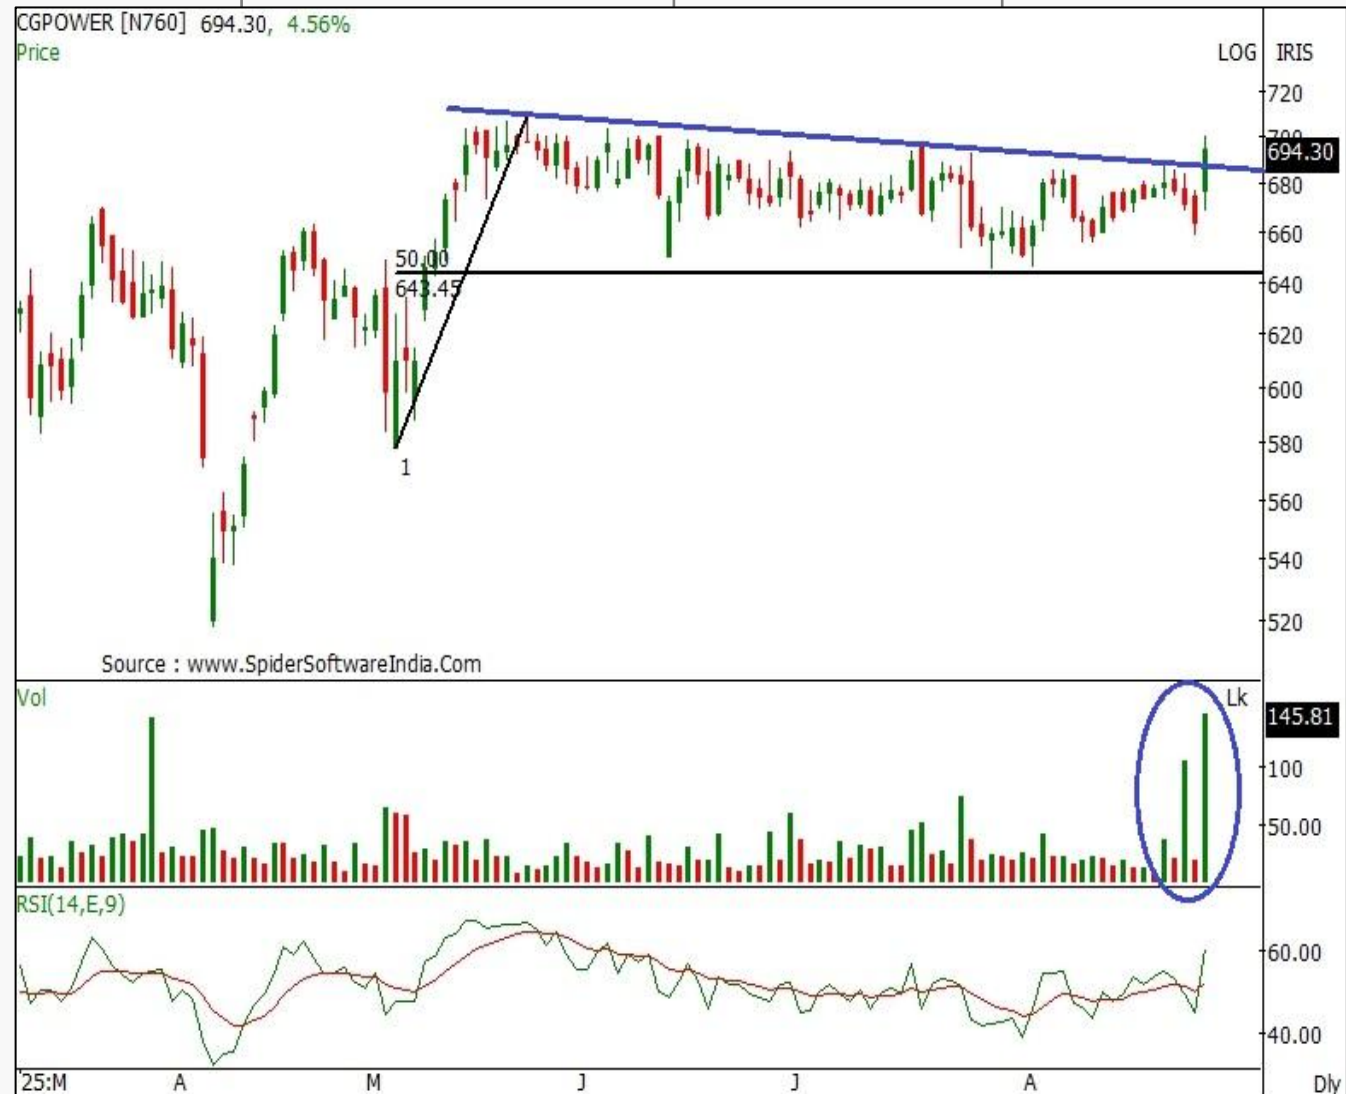 CGPOWER [N760] 694.30, 4.56%
Price
LOG IRIS
720
700
694.30
680
660
50.00
643.45
640
620
600
580
1
560
540
520
Source : www.SpiderSoftwareIndia.Com
Vol
Lk
145.81
100
50.00
RSI(14,E,9)
60.00
40.00
25:M A M J J A Dly